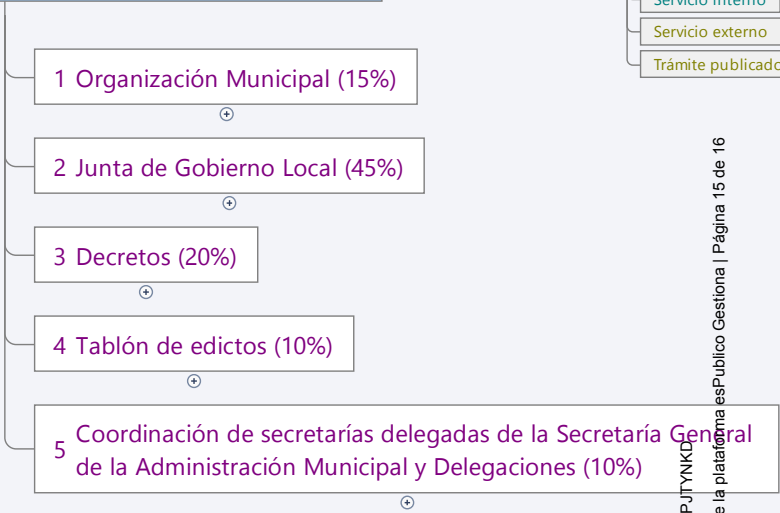 Servicio interno
Servicio externo
Trámite publicado
1 Organización Municipal (15%)
2 Junta de Gobierno Local (45%)
3 Decretos (20%)
4 Tablón de edictos (10%)
5 Coordinación de secretarías delegadas de la Secretaría General
de la Administración Municipal y Delegaciones (10%)
PJTYNKD
la plataforma esPublico Gestiona | Página 15 de 16